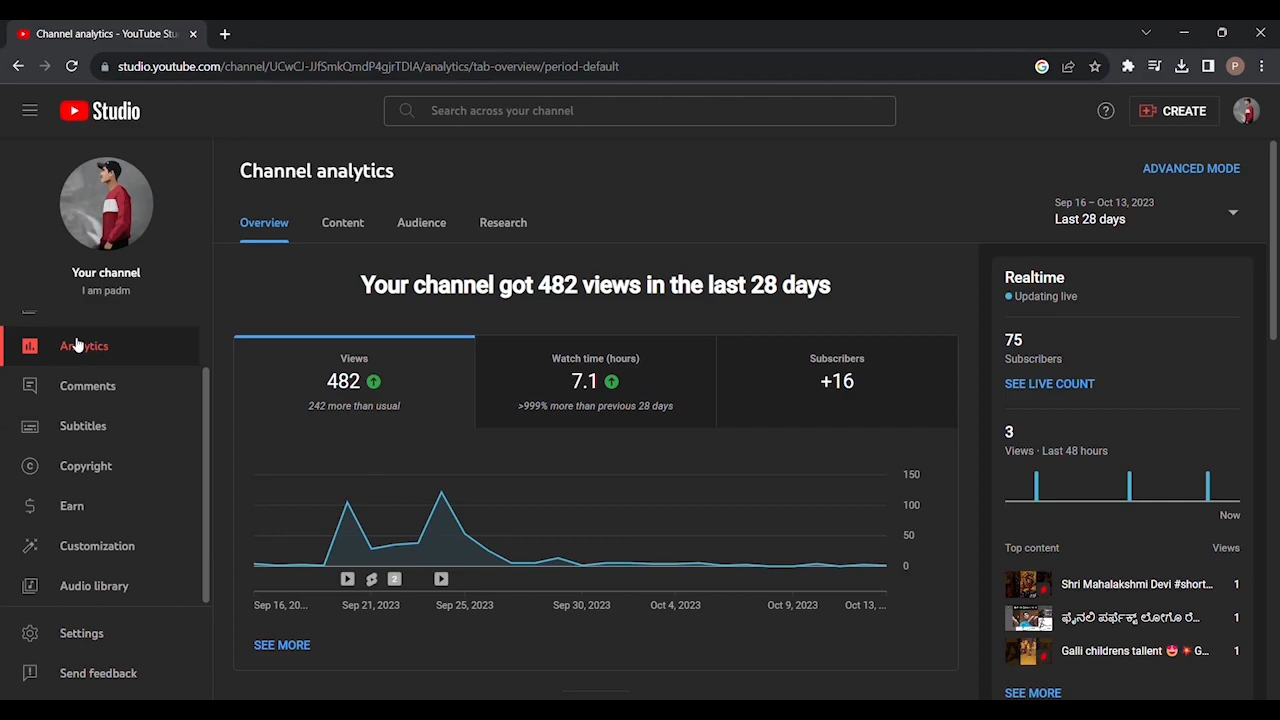 Channel analytics - YouTube Stu
studio.youtube.com/channel/UCwCJ-JJfSmkQmdP4gjrTDIA/analytics/tab-overview/period-default
P
Studio
Search across your channel
CREATE
Your channel
I am padm
Analytics
Comments
Subtitles
Copyright
Earn
Customization
Audio library
Settings
Send feedback
Channel analytics
ADVANCED MODE
Overview Content Audience Research
Sep 16 – Oct 13, 2023
Last 28 days
Your channel got 482 views in the last 28 days
Views
482
242 more than usual
Watch time (hours)
7.1
>999% more than previous 28 days
Subscribers
+16
150
100
50
0
2
Sep 16, 20... Sep 21, 2023 Sep 25, 2023 Sep 30, 2023 Oct 4, 2023 Oct 9, 2023 Oct 13, ...
SEE MORE
Realtime
Updating live
75
Subscribers
SEE LIVE COUNT
3
Views · Last 48 hours
Now
Top content Views
Shri Mahalakshmi Devi #short... 1
ಫೈನಲಿ ಪರ್ಫೆಕ್ಟ್ ಲೋಗೋ ರೆ... 1
Galli childrens tallent 🤩💥G... 1
SEE MORE